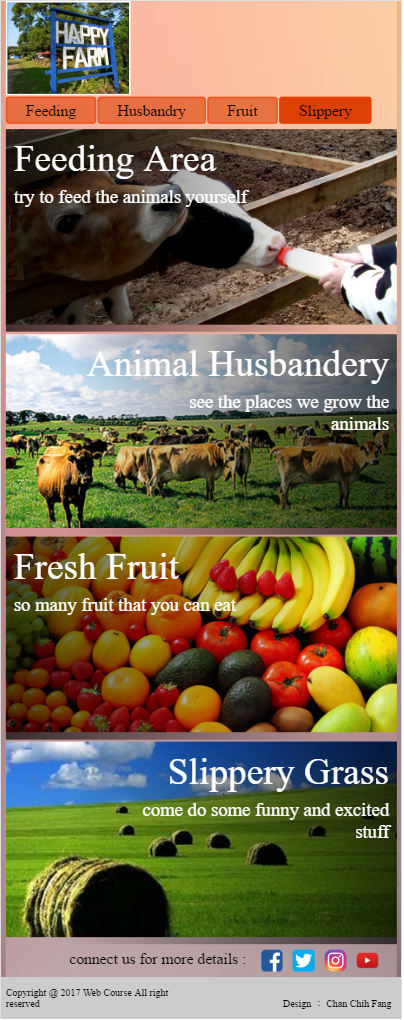 HAPPY
FARM
Feeding
Husbandry
Fruit
Slippery
Feeding Area
try to feed the animals yourself
Animal Husbandery
see the places we grow the
animals
Fresh Fruit
so many fruit that you can eat
Slippery Grass
come do some funny and excited
stuff
connect us for more details :
Copyright @ 2017 Web Course All right
reserved
Design ： Chan Chih Fang